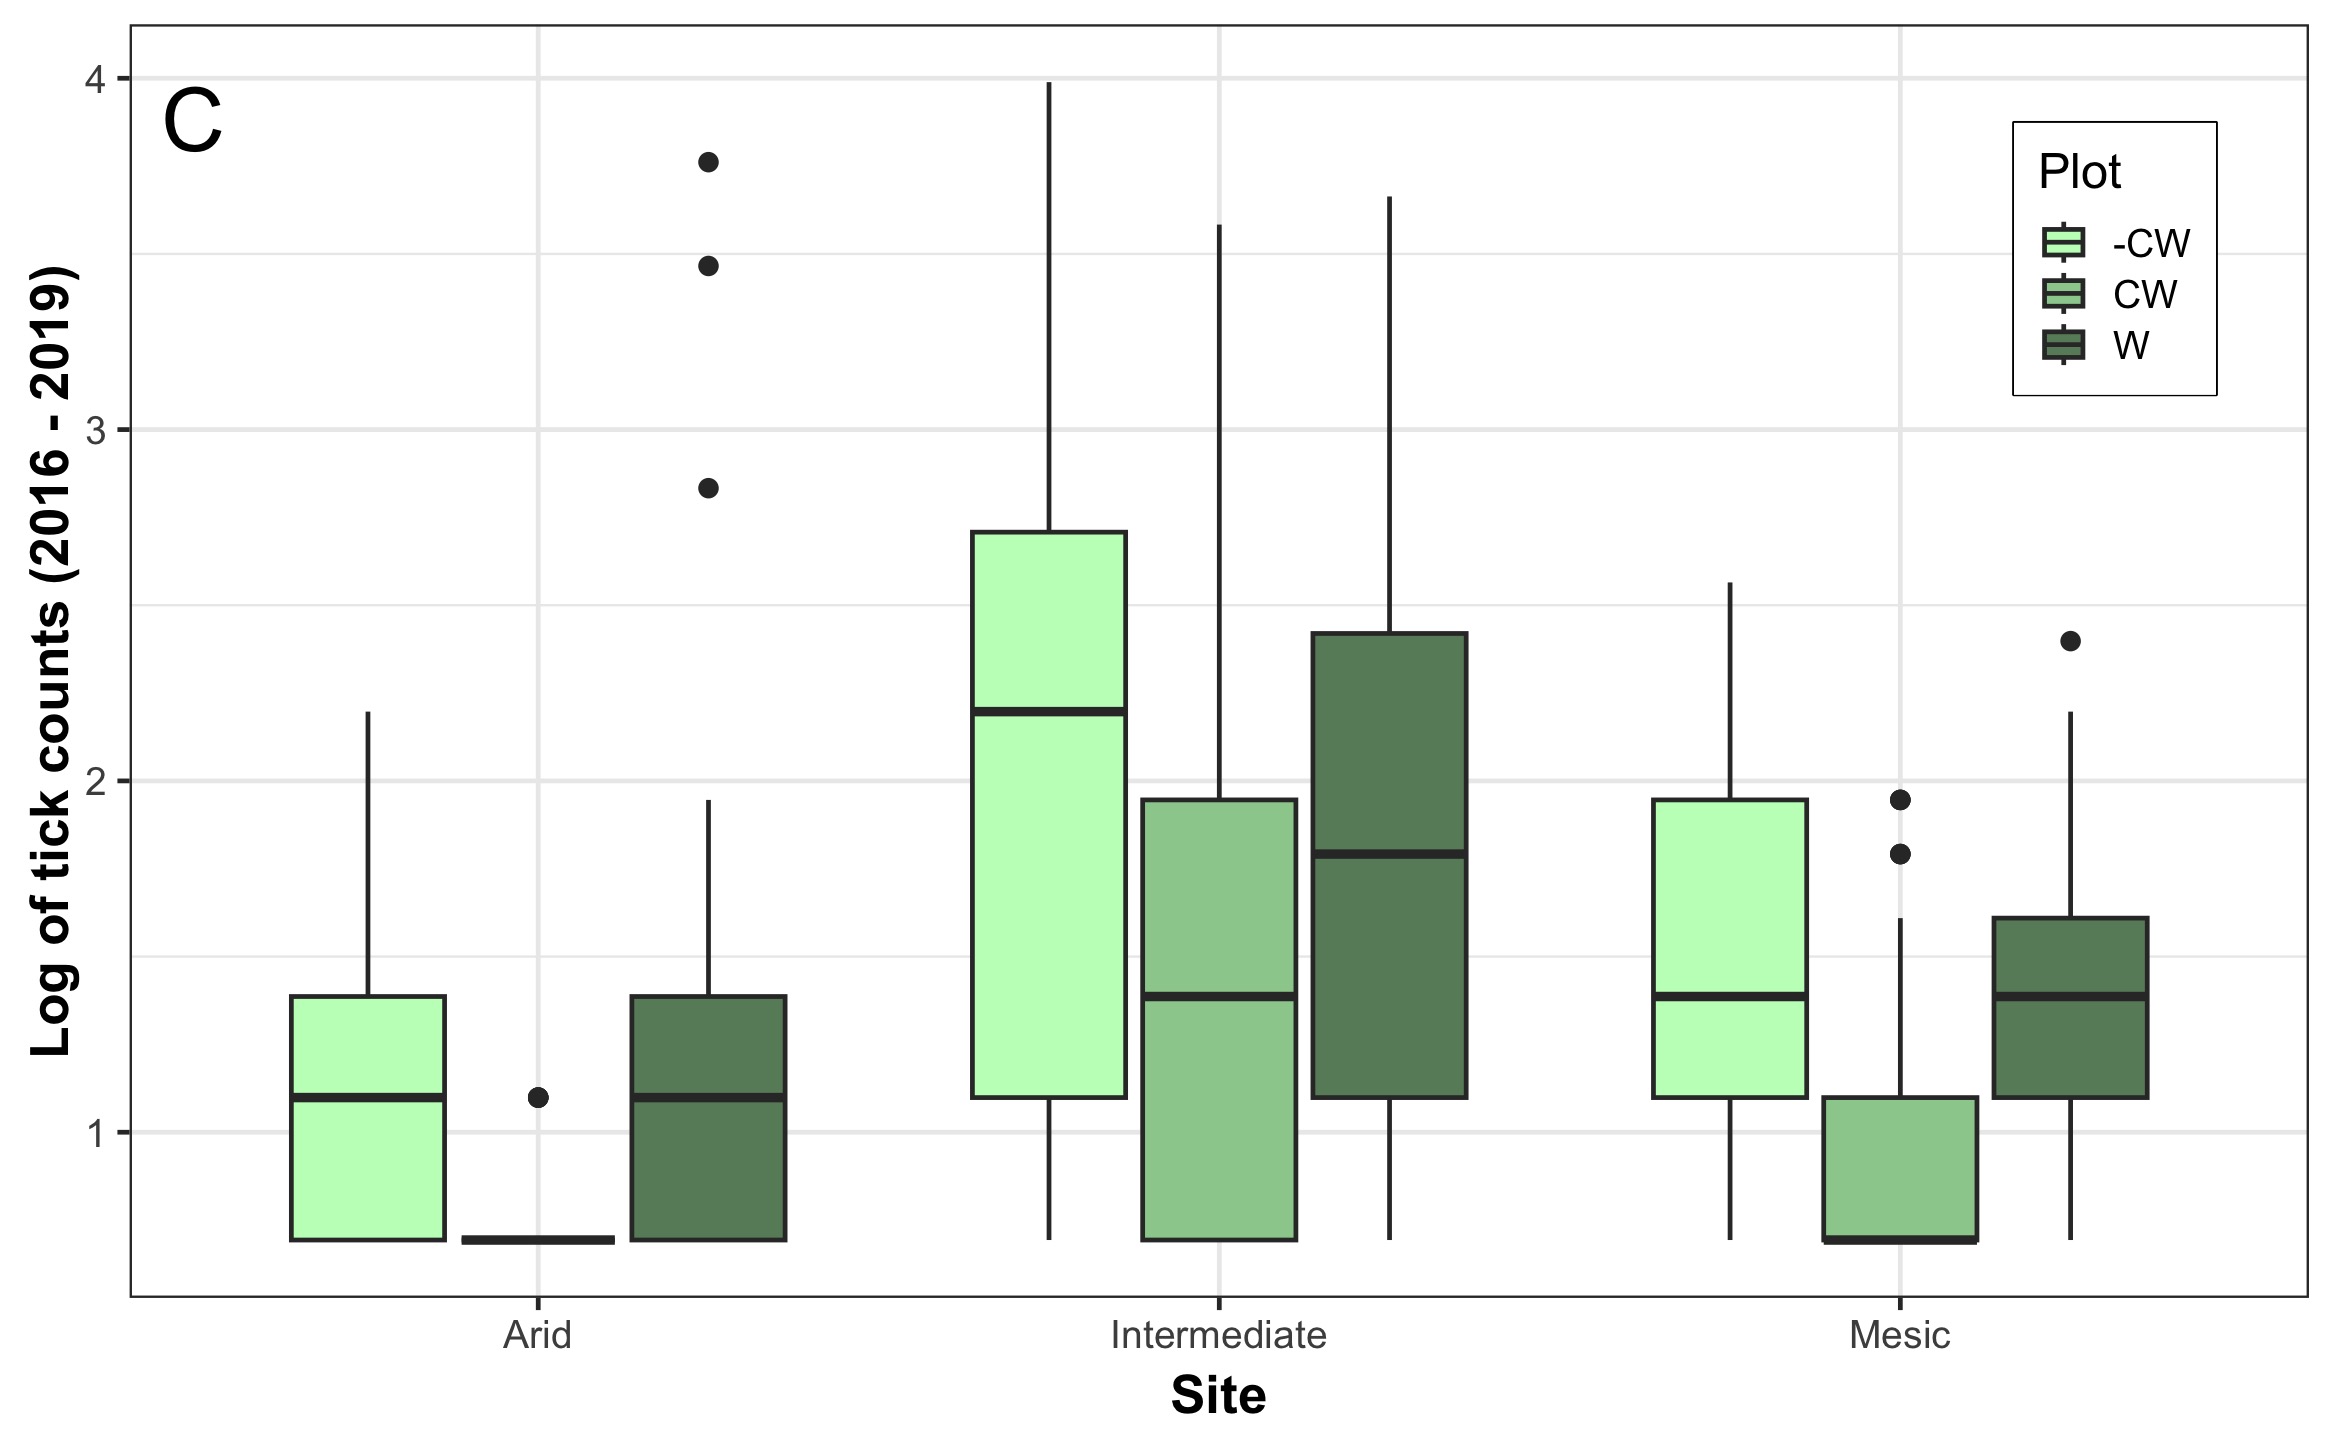 C
Log of tick counts (2016 - 2019)
4
3
2
1
Plot
-CW
CW
W
Arid
Intermediate
Mesic
Site